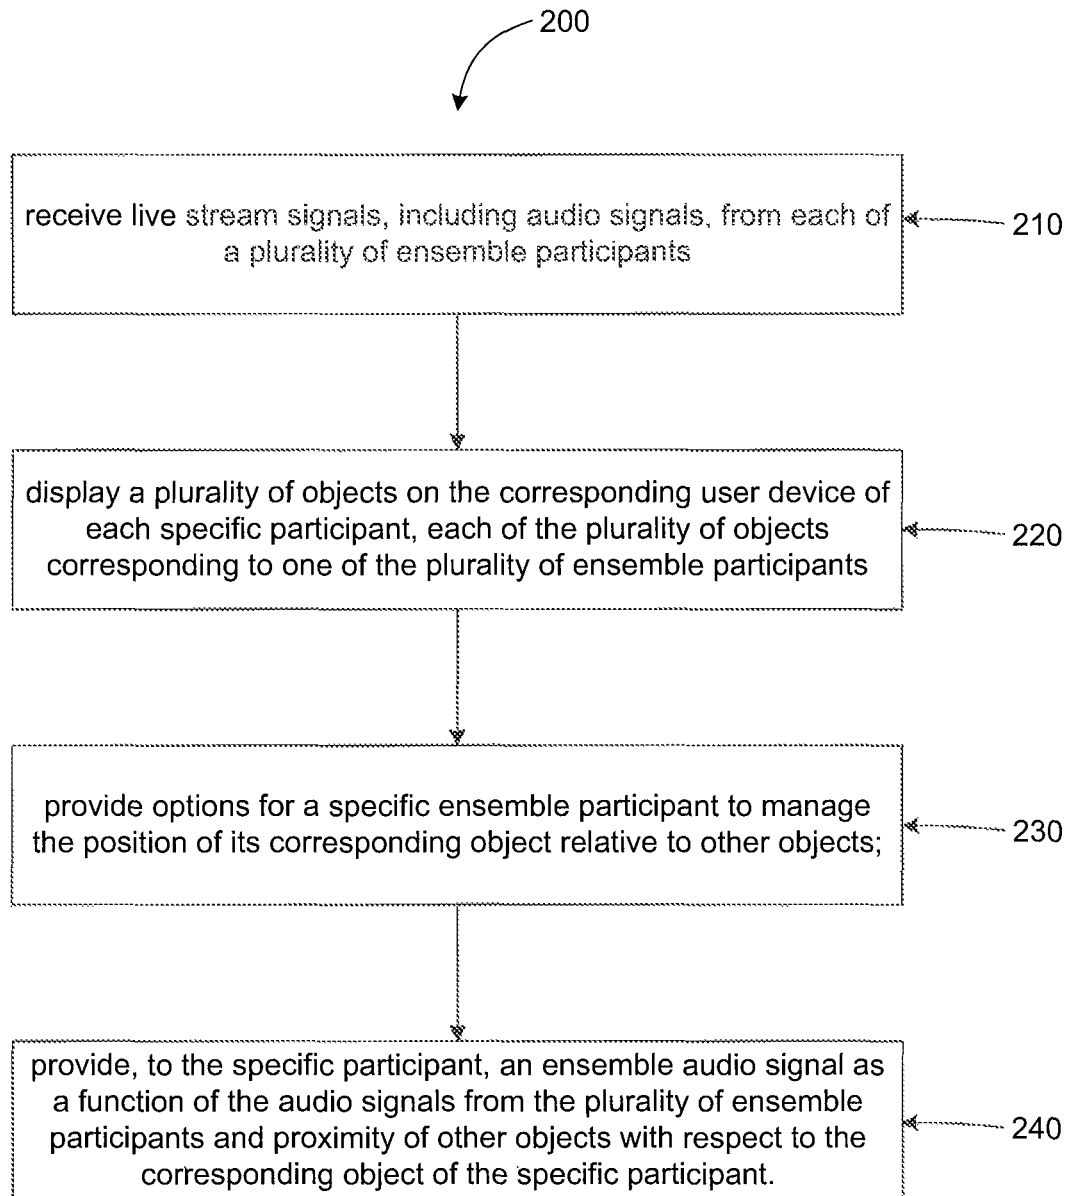 200
receive live stream signals, including audio signals, from each of
a plurality of ensemble participants
210
display a plurality of objects on the corresponding user device of
each specific participant, each of the plurality of objects
corresponding to one of the plurality of ensemble participants
220
provide options for a specific ensemble participant to manage
the position of its corresponding object relative to other objects;
230
provide, to the specific participant, an ensemble audio signal as
a function of the audio signals from the plurality of ensemble
participants and proximity of other objects with respect to the
corresponding object of the specific participant.
240